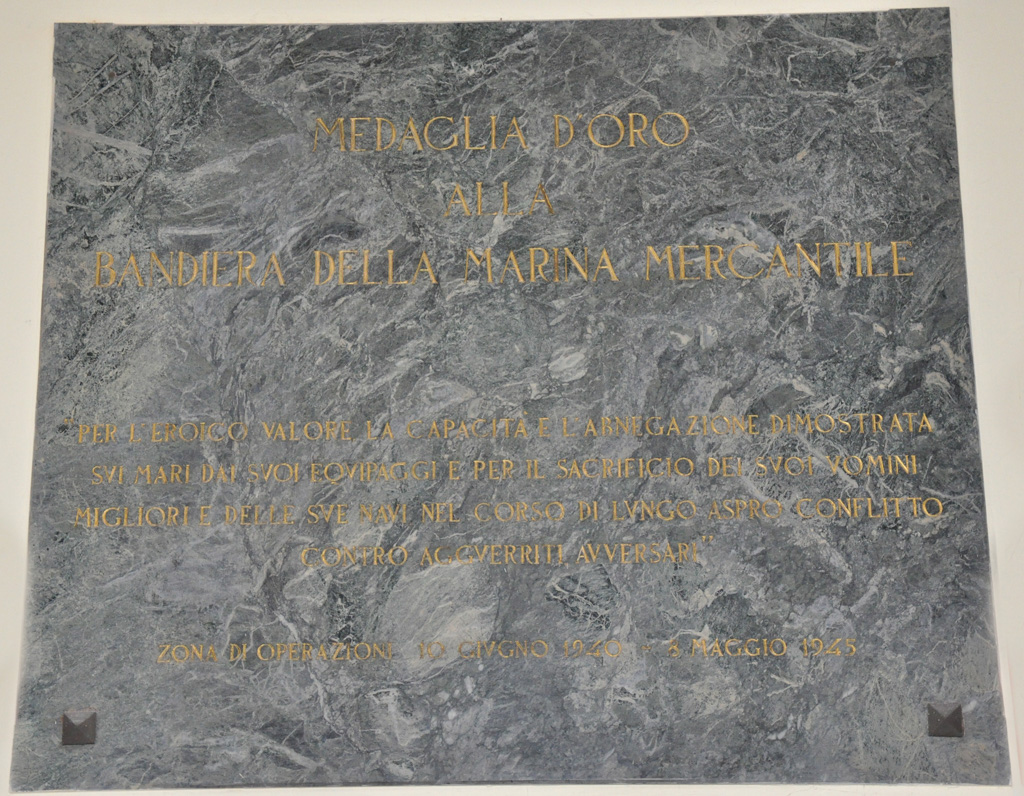 MEDAGLIA D'ORO
ALLA
BANDIERA DELLA MARINA MERCANTILE
"PER L'EROICO VALORE LA CAPACITÀ E L'ABNEGAZIONE DIMOSTRATA
SVI MARI DAI SVOI EQVIPAGGI E PER IL SACRIFICIO DEI SVOI VOMINI
MIGLIORI E DELLE SVE NAVI NEL CORSO DI LVNGO ASPRO CONFLITTO
CONTRO AGGVERRITI AVVERSARI"
ZONA DI OPERAZIONI 10 GIVGNO 1940 - 8 MAGGIO 1945